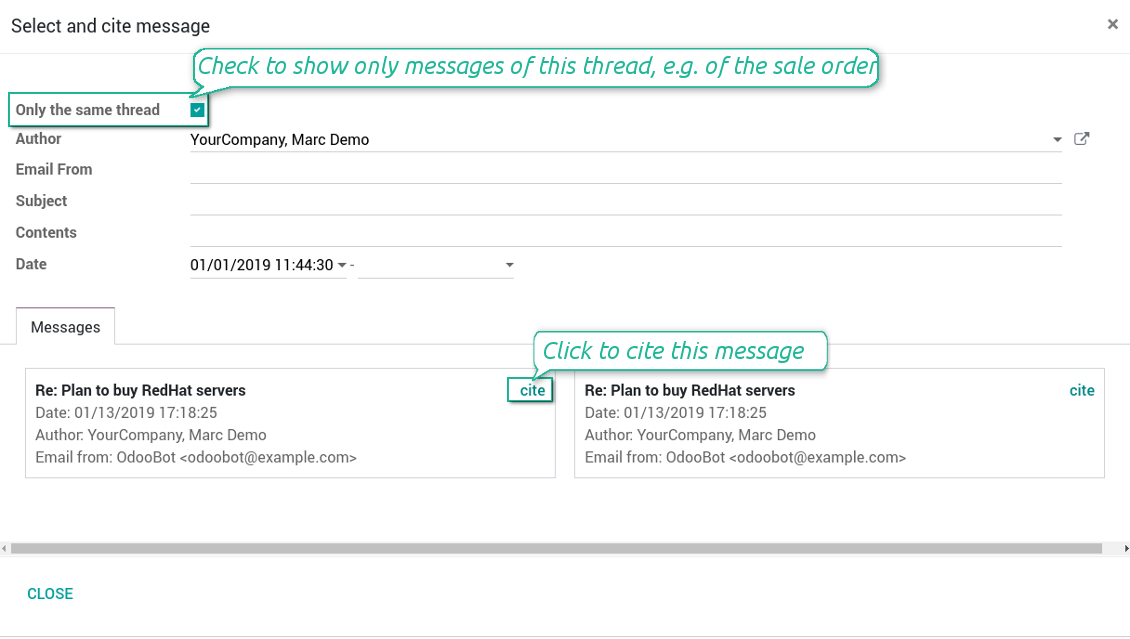 Select and cite message
×
Check to show only messages of this thread, e.g. of the sale order
Only the same thread
Author YourCompany, Marc Demo
Email From
Subject
Contents
Date 01/01/2019 11:44:30 -
Messages
Click to cite this message
Re: Plan to buy RedHat servers cite
Date: 01/13/2019 17:18:25
Author: YourCompany, Marc Demo
Email from: OdooBot <odoobot@example.com>
Re: Plan to buy RedHat servers cite
Date: 01/13/2019 17:18:25
Author: YourCompany, Marc Demo
Email from: OdooBot <odoobot@example.com>
CLOSE